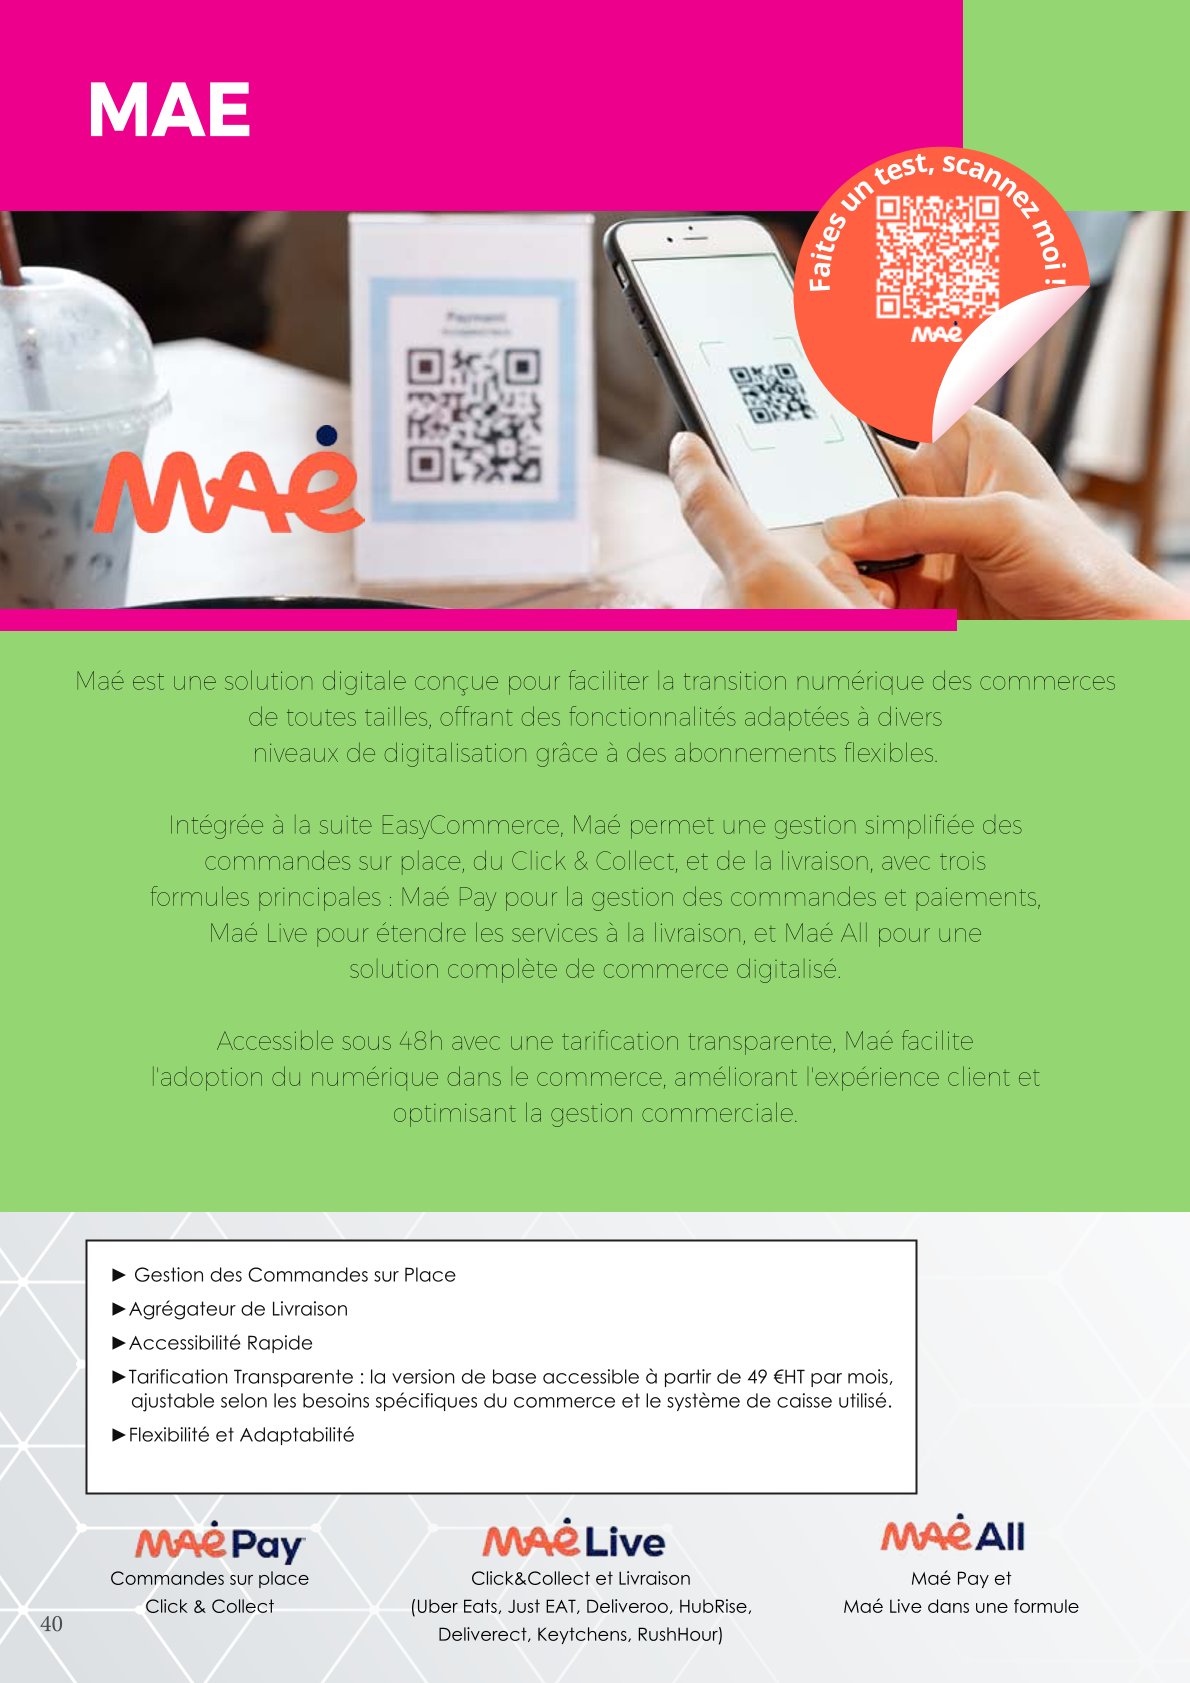 MAE
Faites un test, scannez moi !
MAė
Payment
MAė
Maé est une solution digitale conçue pour faciliter la transition numérique des commerces
de toutes tailles, offrant des fonctionnalités adaptées à divers
niveaux de digitalisation grâce à des abonnements flexibles.
Intégrée à la suite EasyCommerce, Maé permet une gestion simplifiée des
commandes sur place, du Click & Collect, et de la livraison, avec trois
formules principales : Maé Pay pour la gestion des commandes et paiements,
Maé Live pour étendre les services à la livraison, et Maé All pour une
solution complète de commerce digitalisé.
Accessible sous 48h avec une tarification transparente, Maé facilite
l'adoption du numérique dans le commerce, améliorant l'expérience client et
optimisant la gestion commerciale.
► Gestion des Commandes sur Place
►Agrégateur de Livraison
►Accessibilité Rapide
►Tarification Transparente : la version de base accessible à partir de 49 €HT par mois,
ajustable selon les besoins spécifiques du commerce et le système de caisse utilisé.
►Flexibilité et Adaptabilité
MAė Pay
Commandes sur place
Click & Collect
MAė Live
Click&Collect et Livraison
(Uber Eats, Just EAT, Deliveroo, HubRise,
Deliverect, Keytchens, RushHour)
MAė All
Maé Pay et
Maé Live dans une formule
40